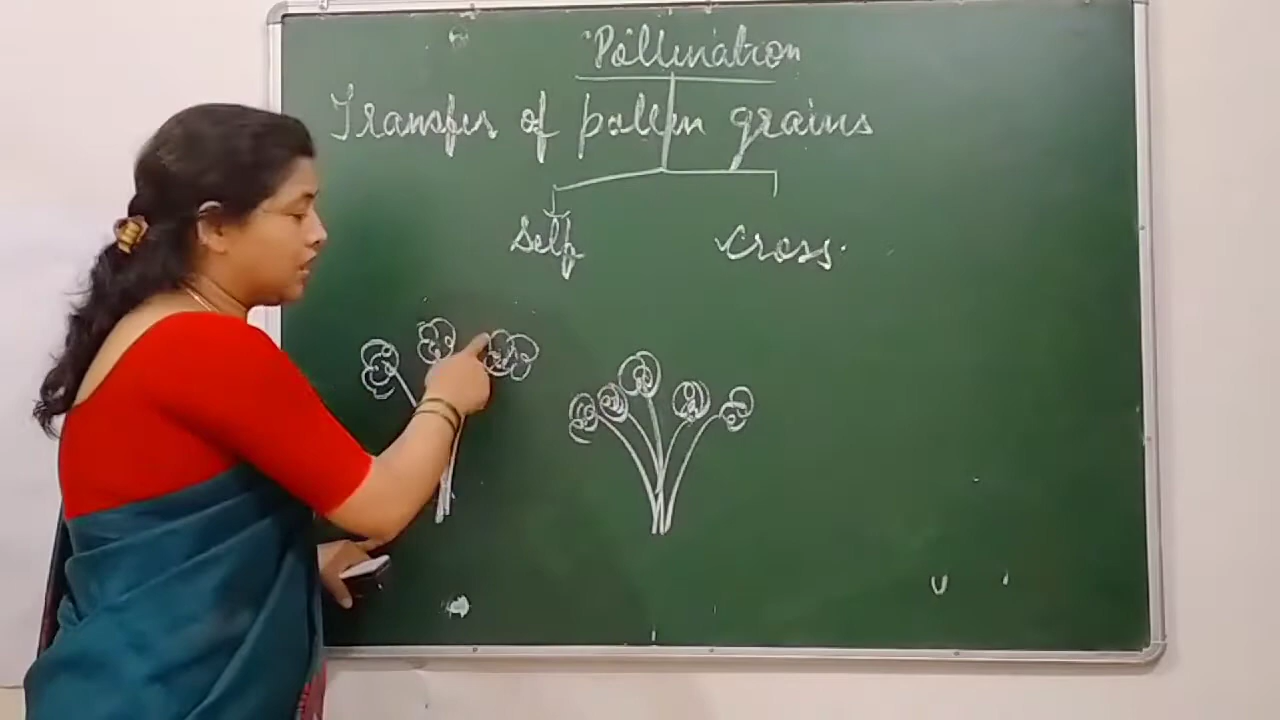 Pollination
Transfer of pollen grains
Self
Cross.